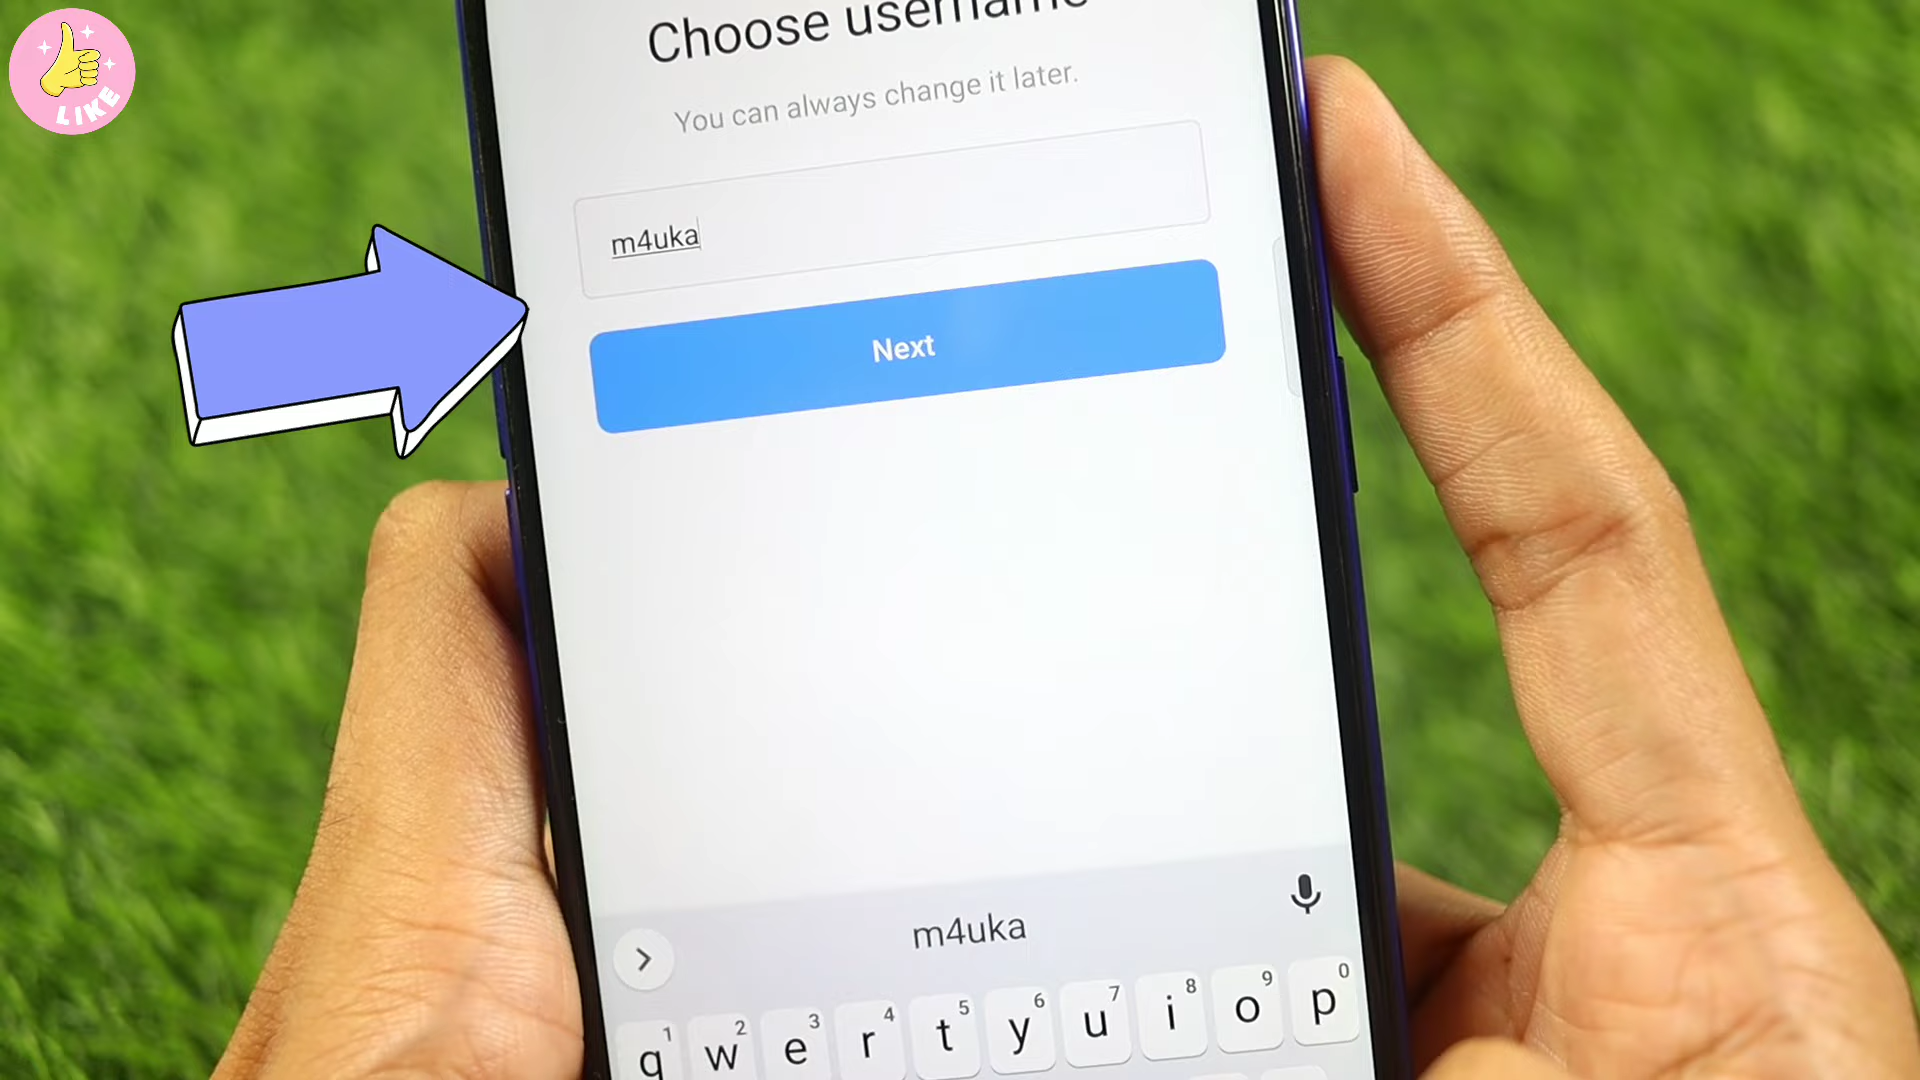 LIKE
Choose username
You can always change it later.
m4uka
Next
m4uka
1 2 3 4 5 6 7 8 9 0
q w e r t y u i o p